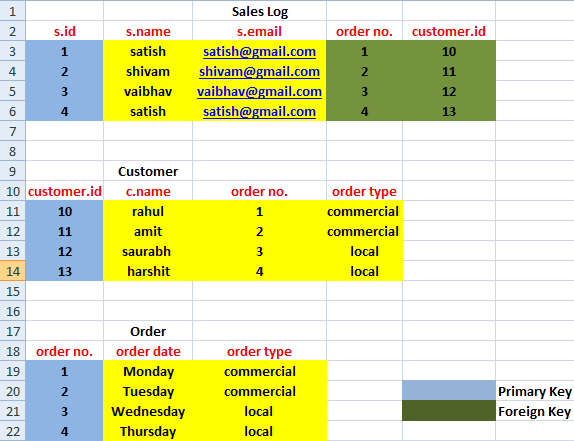 1 Sales Log
2 s.id s.name s.email order no. customer.id
3 1 satish satish@gmail.com 1 10
4 2 shivam shivam@gmail.com 2 11
5 3 vaibhav vaibhav@gmail.com 3 12
6 4 satish satish@gmail.com 4 13
7
8
9 Customer
10 customer.id c.name order no. order type
11 10 rahul 1 commercial
12 11 amit 2 commercial
13 12 saurabh 3 local
14 13 harshit 4 local
15
16
17 Order
18 order no. order date order type
19 1 Monday commercial
20 2 Tuesday commercial Primary Key
21 3 Wednesday local Foreign Key
22 4 Thursday local